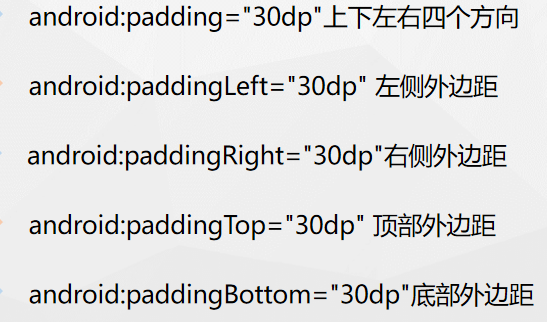 android:padding="30dp"上下左右四个方向
android:paddingLeft="30dp" 左侧外边距
android:paddingRight="30dp"右侧外边距
android:paddingTop="30dp" 顶部外边距
android:paddingBottom="30dp"底部外边距